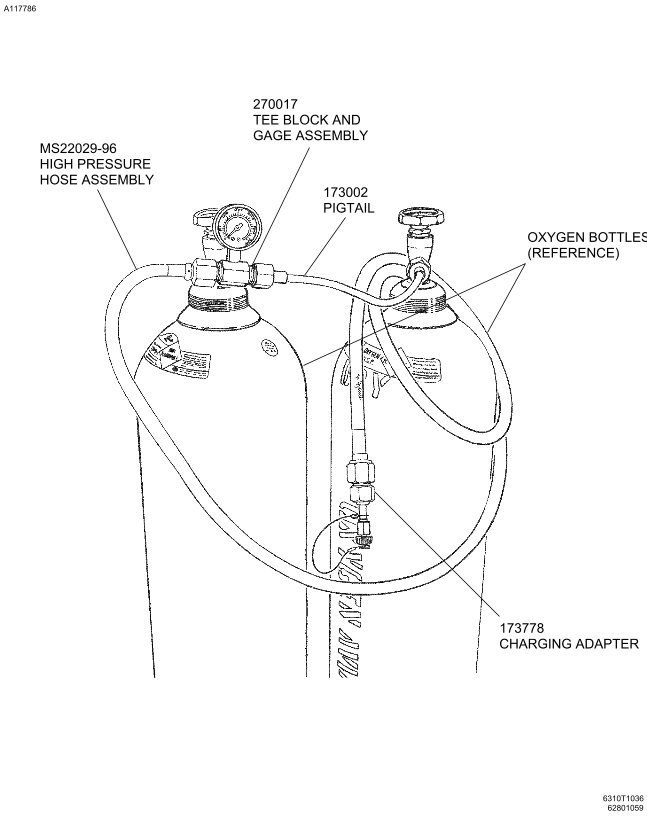 A117786
270017
TEE BLOCK AND
GAGE ASSEMBLY
MS22029-96
HIGH PRESSURE
HOSE ASSEMBLY
173002
PIGTAIL
OXYGEN BOTTLES
(REFERENCE)
173778
CHARGING ADAPTER
6310T1036
62801059